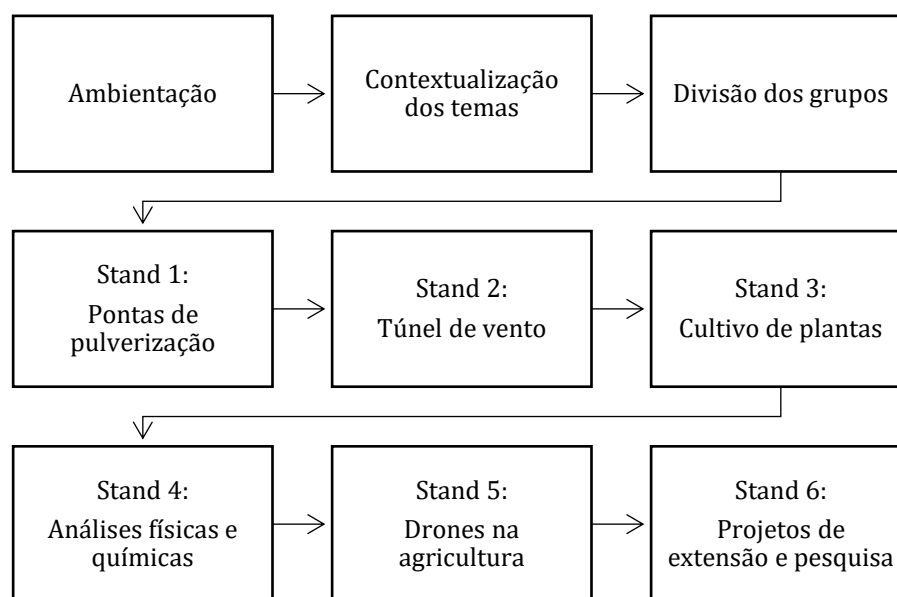 Ambientação
Contextualização
dos temas
Divisão dos grupos
Stand 1:
Pontas de
pulverização
Stand 2:
Túnel de vento
Stand 3:
Cultivo de plantas
Stand 4:
Análises físicas e
químicas
Stand 5:
Drones na
agricultura
Stand 6:
Projetos de
extensão e pesquisa